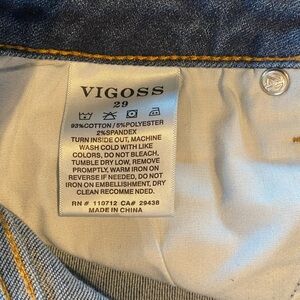 VIGOSS
29
93%COTTON/5%POLYESTER
2%SPANDEX
TURN INSIDE OUT, MACHINE
WASH COLD WITH LIKE
COLORS, DO NOT BLEACH,
TUMBLE DRY LOW, REMOVE
PROMPTLY, WARM IRON ON
REVERSE IF NEEDED, DO NOT
IRON ON EMBELLISHMENT, DRY
CLEAN RECOMME NDED.
RN # 110712 CA# 29438
MADE IN CHINA